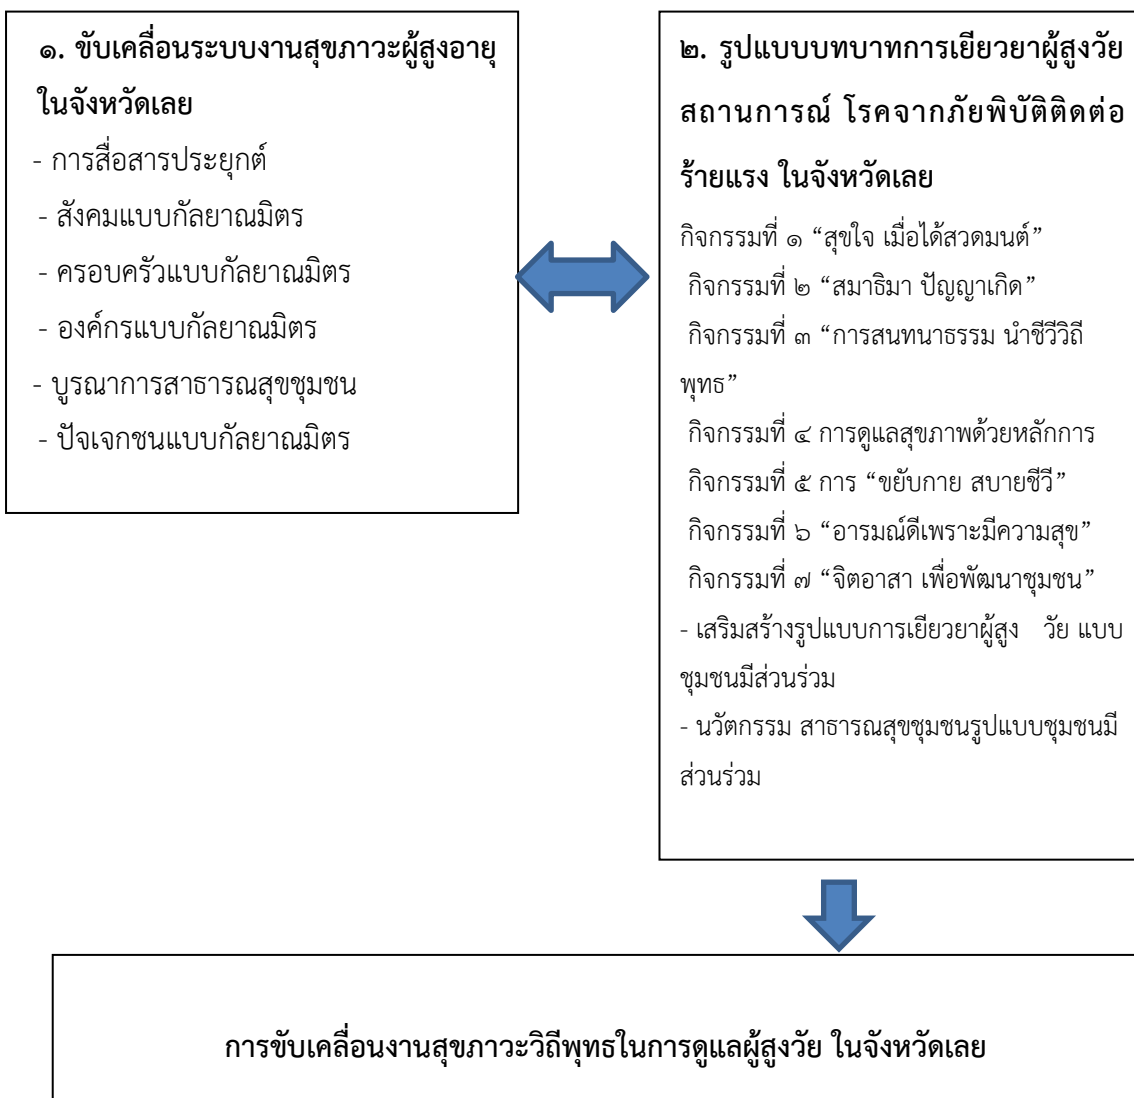 ๑. ขับเคลื่อนระบบงานสุขภาวะผู้สูงอายุ
ในจังหวัดเลย
- การสื่อสารประยุกต์
- สังคมแบบกัลยาณมิตร
- ครอบครัวแบบกัลยาณมิตร
- องค์กรแบบกัลยาณมิตร
- บูรณาการสาธารณสุขชุมชน
- ปัจเจกชนแบบกัลยาณมิตร
๒. รูปแบบบทบาทการเยียวยาผู้สูงวัย
สถานการณ์ โรคจากภัยพิบัติติดต่อ
ร้ายแรง ในจังหวัดเลย
กิจกรรมที่ ๑ “สุขใจ เมื่อได้สวดมนต์”
กิจกรรมที่ ๒ “สมาธิมา ปัญญาเกิด”
กิจกรรมที่ ๓ “การสนทนาธรรม นำชีวีวิถี
พุทธ”
กิจกรรมที่ ๔ การดูแลสุขภาพด้วยหลักการ
กิจกรรมที่ ๕ การ “ขยับกาย สบายชีวี”
กิจกรรมที่ ๖ “อารมณ์ดีเพราะมีความสุข”
กิจกรรมที่ ๗ “จิตอาสา เพื่อพัฒนาชุมชน”
- เสริมสร้างรูปแบบการเยียวยาผู้สูง วัย แบบ
ชุมชนมีส่วนร่วม
- นวัตกรรม สาธารณสุขชุมชนรูปแบบชุมชนมี
ส่วนร่วม
การขับเคลื่อนงานสุขภาวะวิถีพุทธในการดูแลผู้สูงวัย ในจังหวัดเลย